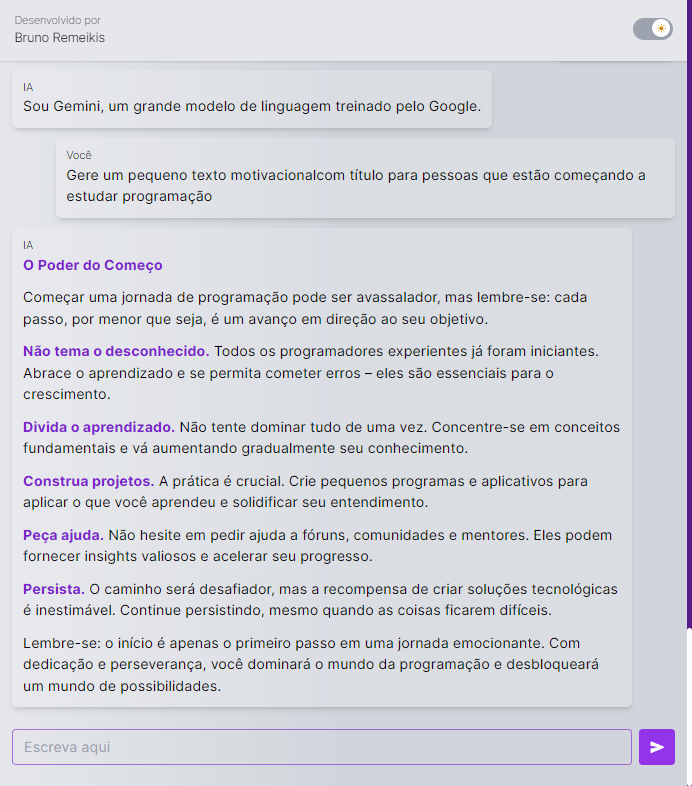 Desenvolvido por
Bruno Remeikis
IA
Sou Gemini, um grande modelo de linguagem treinado pelo Google.
Você
Gere um pequeno texto motivacionalcom título para pessoas que estão começando a
estudar programação
IA
O Poder do Começo
Começar uma jornada de programação pode ser avassalador, mas lembre-se: cada
passo, por menor que seja, é um avanço em direção ao seu objetivo.
Não tema o desconhecido. Todos os programadores experientes já foram iniciantes.
Abrace o aprendizado e se permita cometer erros – eles são essenciais para o
crescimento.
Divida o aprendizado. Não tente dominar tudo de uma vez. Concentre-se em conceitos
fundamentais e vá aumentando gradualmente seu conhecimento.
Construa projetos. A prática é crucial. Crie pequenos programas e aplicativos para
aplicar o que você aprendeu e solidificar seu entendimento.
Peça ajuda. Não hesite em pedir ajuda a fóruns, comunidades e mentores. Eles podem
fornecer insights valiosos e acelerar seu progresso.
Persista. O caminho será desafiador, mas a recompensa de criar soluções tecnológicas
é inestimável. Continue persistindo, mesmo quando as coisas ficarem difíceis.
Lembre-se: o início é apenas o primeiro passo em uma jornada emocionante. Com
dedicação e perseverança, você dominará o mundo da programação e desbloqueará
um mundo de possibilidades.
Escreva aqui